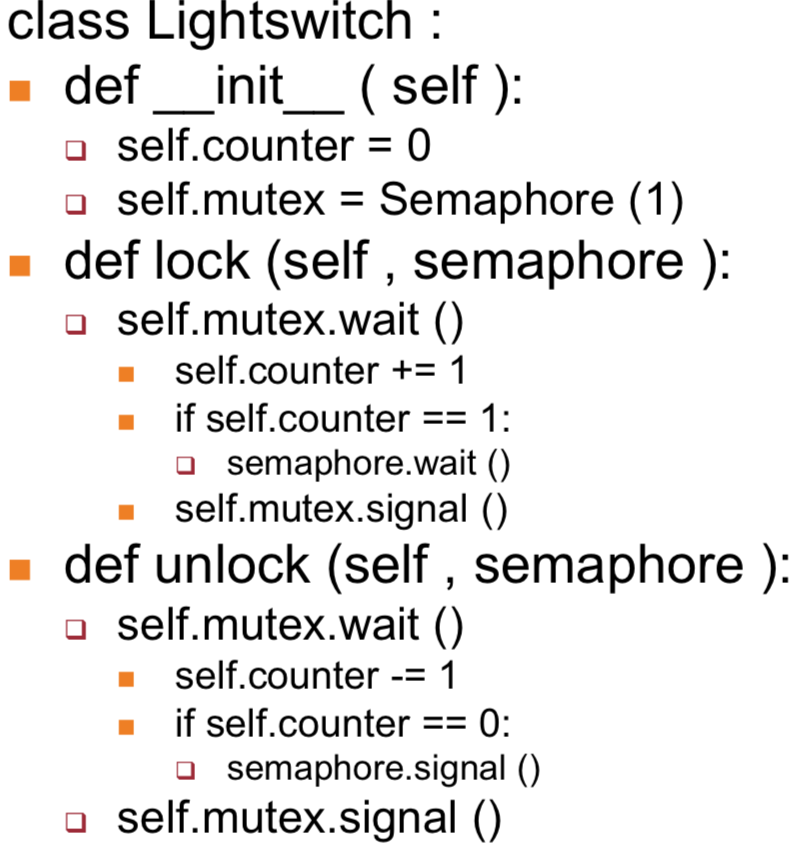 class Lightswitch :
def __init__ ( self ):
self.counter = 0
self.mutex = Semaphore (1)
def lock (self , semaphore ):
self.mutex.wait ()
self.counter += 1
if self.counter == 1:
semaphore.wait ()
self.mutex.signal ()
def unlock (self , semaphore ):
self.mutex.wait ()
self.counter -= 1
if self.counter == 0:
semaphore.signal ()
self.mutex.signal ()